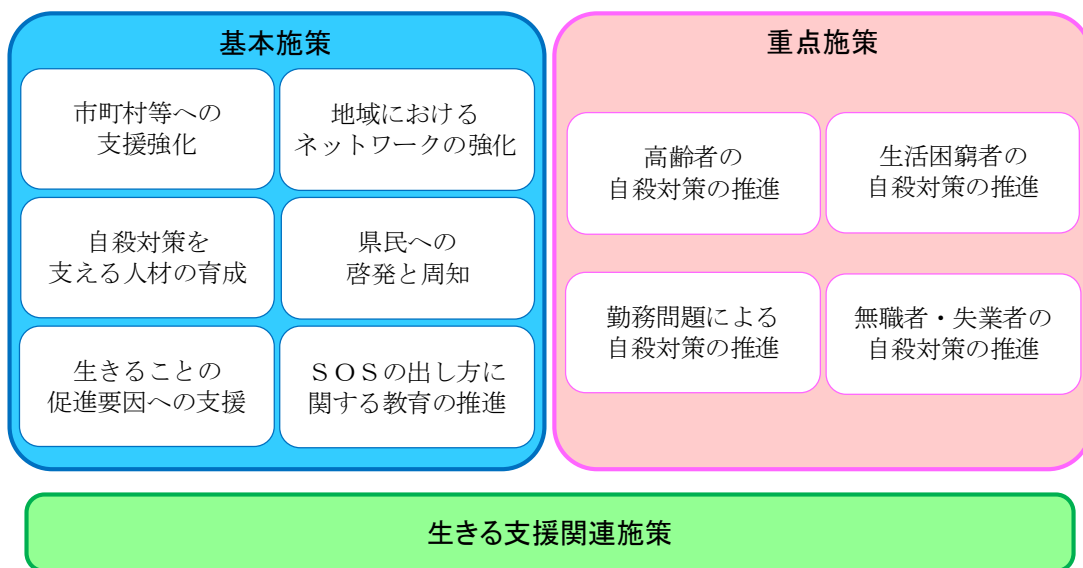 基本施策
市町村等への
支援強化
地域における
ネットワークの強化
自殺対策を
支える人材の育成
県民への
啓発と周知
生きることの
促進要因への支援
ＳＯＳの出し方に
関する教育の推進
重点施策
高齢者の
自殺対策の推進
生活困窮者の
自殺対策の推進
勤務問題による
自殺対策の推進
無職者・失業者の
自殺対策の推進
生きる支援関連施策